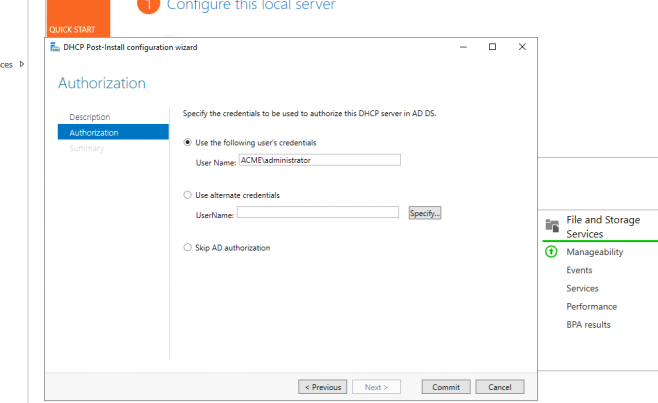 1 Configure this local server
QUICK START
DHCP Post-Install configuration wizard
ces
Authorization
Description
Authorization
Summary
Specify the credentials to be used to authorize this DHCP server in AD DS.
Use the following user's credentials
User Name: ACME\administrator
Use alternate credentials
UserName:
Specify...
Skip AD authorization
< Previous
Next >
Commit
Cancel
File and Storage
Services
Manageability
Events
Services
Performance
BPA results